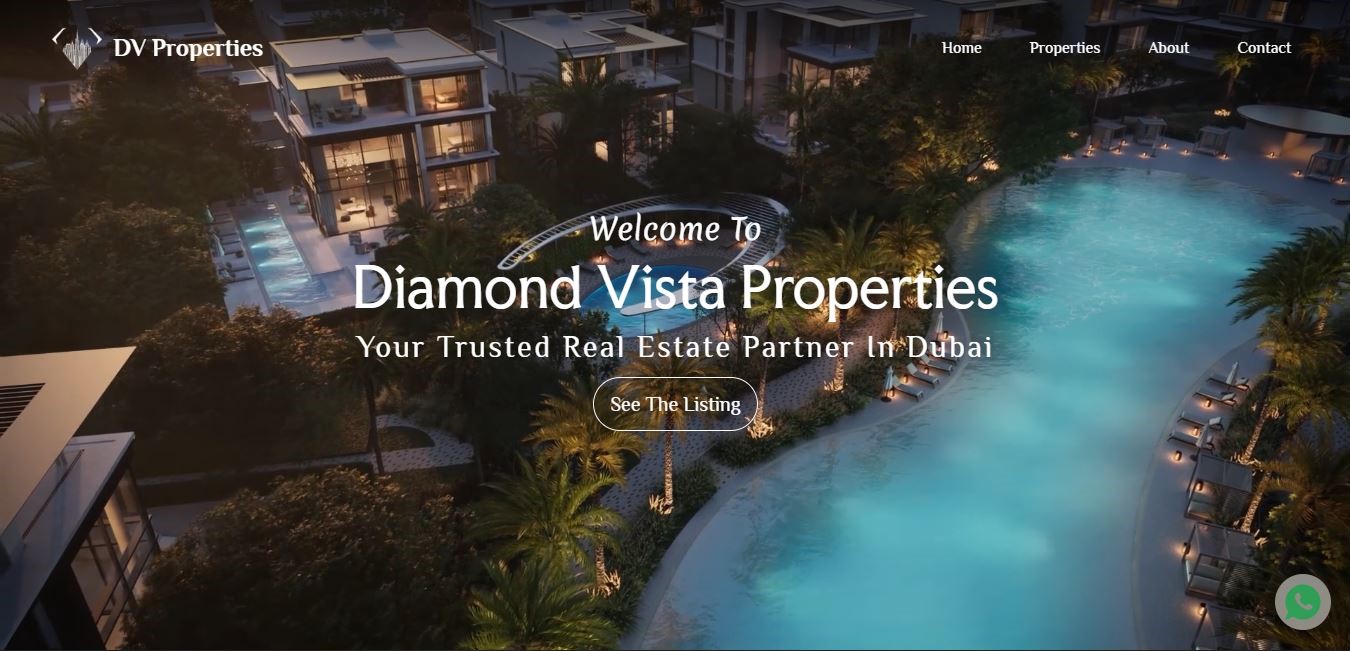 DV Properties
Home
Properties
About
Contact
Welcome To
Diamond Vista Properties
Your Trusted Real Estate Partner In Dubai
See The Listing